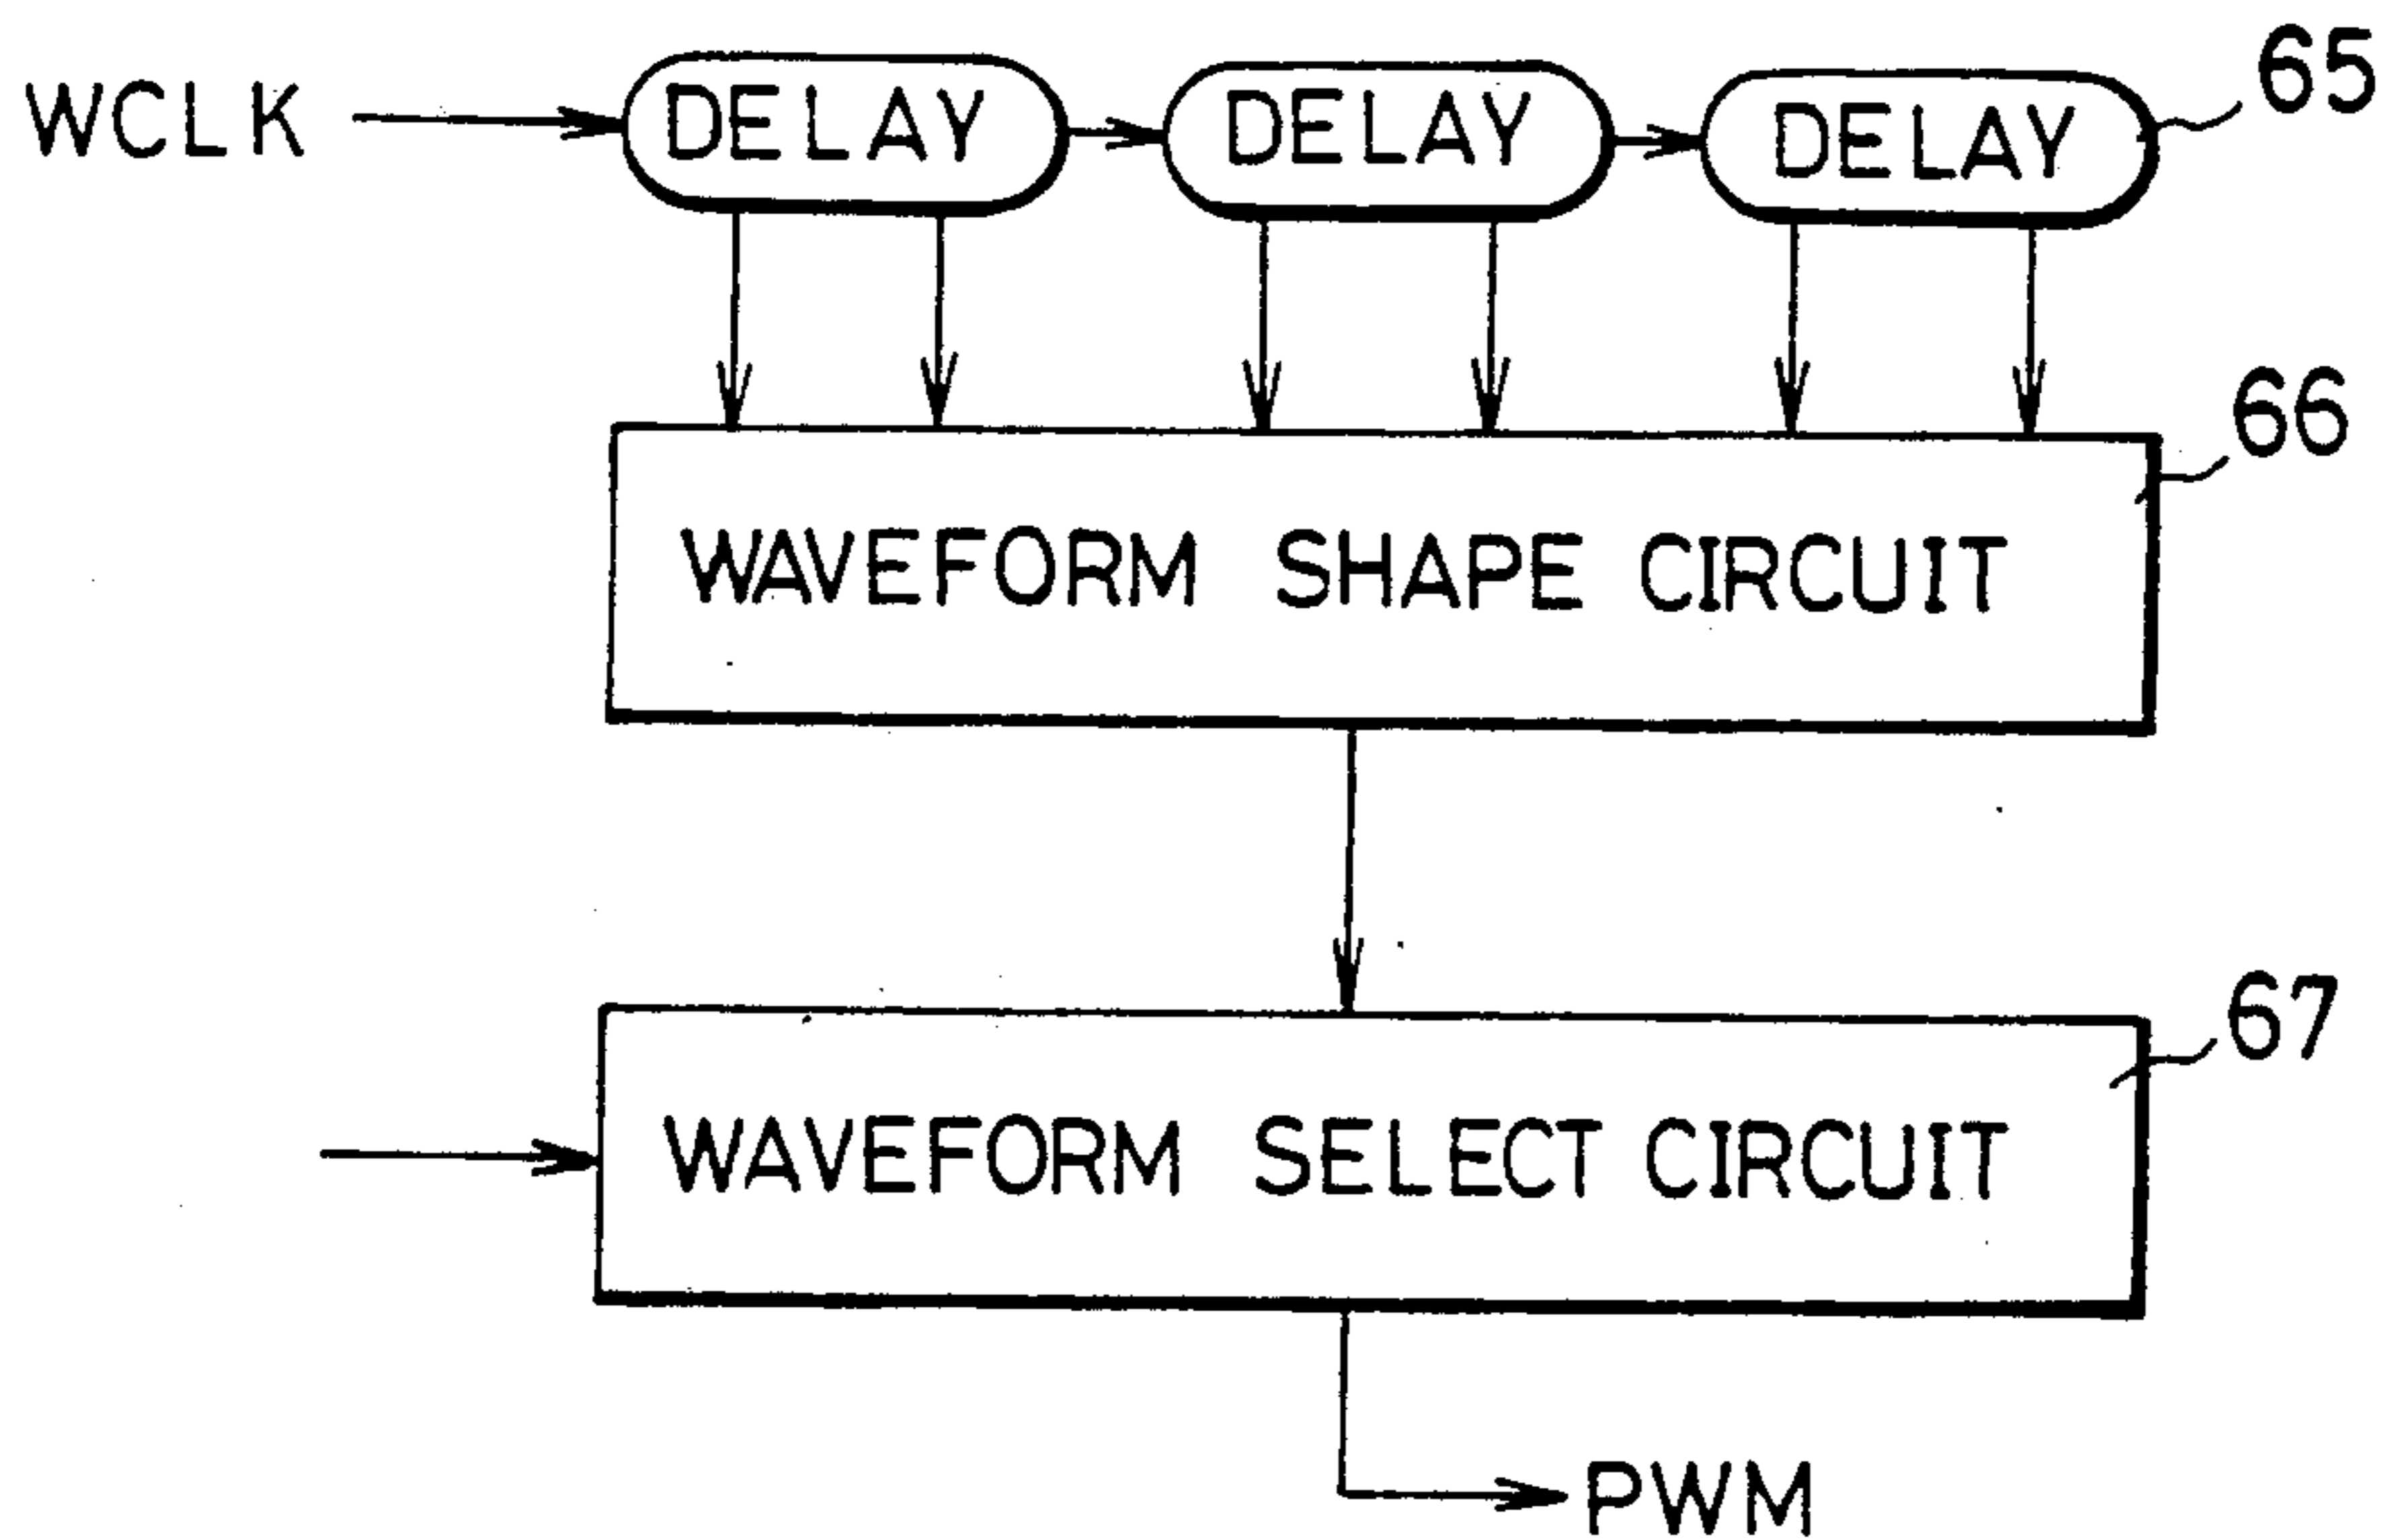 WCLK DELAY DELAY DELAY 65
66
WAVEFORM SHAPE CIRCUIT
67
WAVEFORM SELECT CIRCUIT
PWM